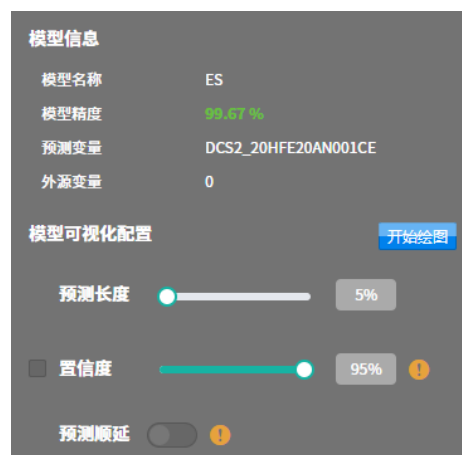 模型信息
模型名称 ES
模型精度 99.67 %
预测变量 DCS2_20HFE20AN001CE
外源变量 0
模型可视化配置 开始绘图
预测长度 5%
置信度 95% !
预测顺延 !